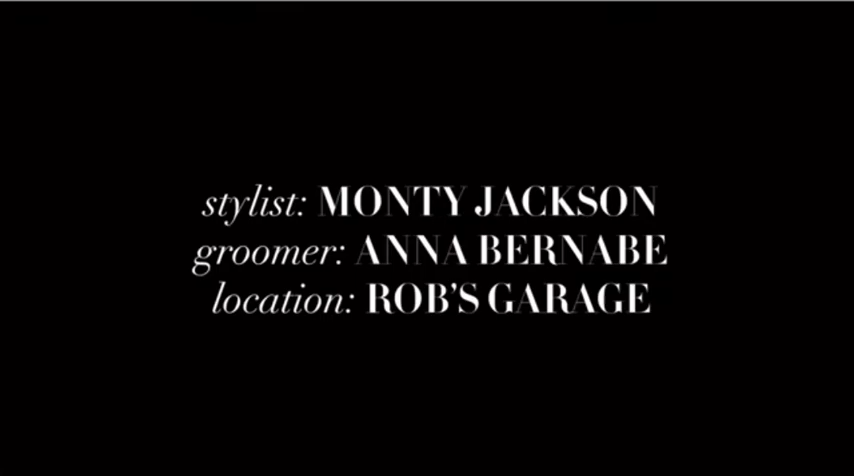 stylist: MONTY JACKSON
groomer: ANNA BERNABE
location: ROB'S GARAGE